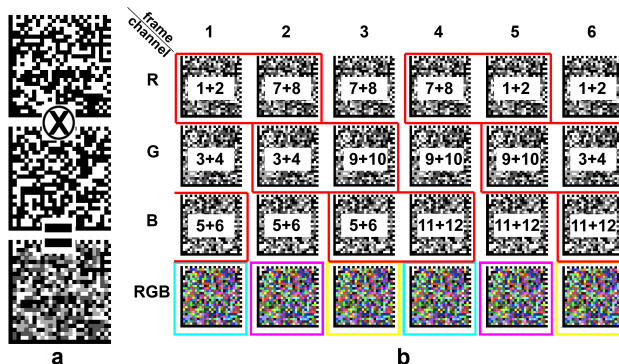 frame
channel
1 2 3 4 5 6
R 1+2 7+8 7+8 7+8 1+2 1+2
G 3+4 3+4 9+10 9+10 9+10 3+4
B 5+6 5+6 5+6 11+12 11+12 11+12
RGB
a b